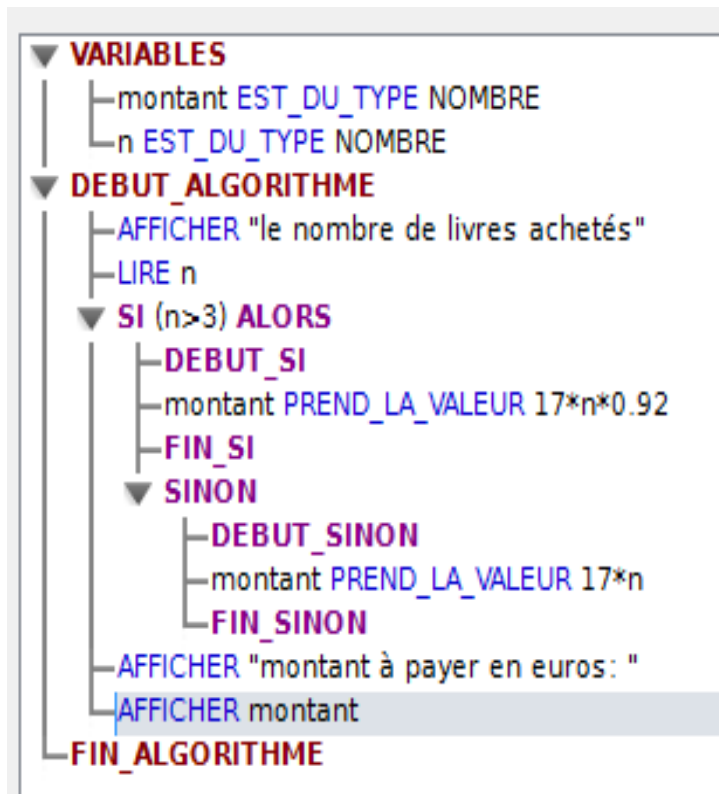 VARIABLES
montant EST_DU_TYPE NOMBRE
n EST_DU_TYPE NOMBRE
DEBUT_ALGORITHME
AFFICHER "le nombre de livres achetés"
LIRE n
SI (n>3) ALORS
DEBUT_SI
montant PREND_LA_VALEUR 17*n*0.92
FIN_SI
SINON
DEBUT_SINON
montant PREND_LA_VALEUR 17*n
FIN_SINON
AFFICHER "montant à payer en euros: "
AFFICHER montant
FIN_ALGORITHME